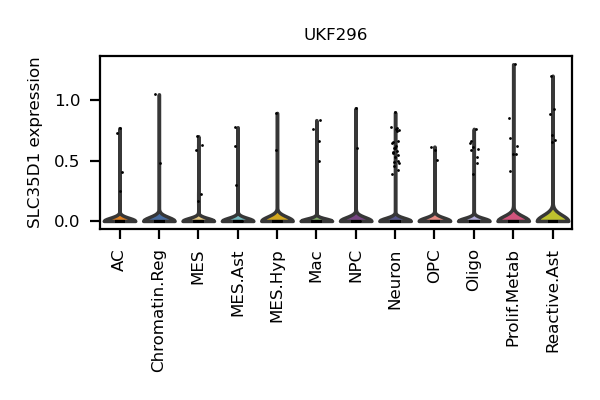 UKF296
SLC35D1 expression
1.0
0.5
0.0
AC
Chromatin.Reg
MES
MES.Ast
MES.Hyp
Mac
NPC
Neuron
OPC
Oligo
Prolif.Metab
Reactive.Ast